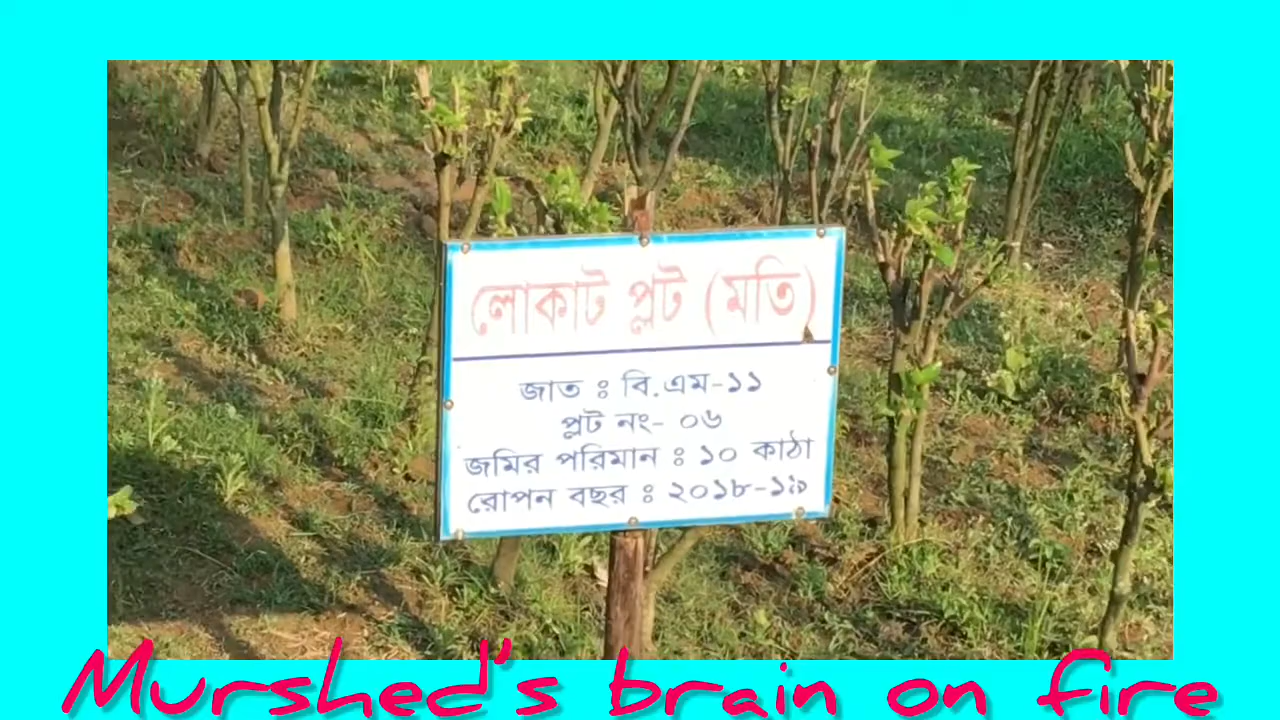 লোকাট প্লট (মতি)
জাত ঃ বি.এম-১১
প্লট নং- ০৬
জমির পরিমান ঃ ১০ কাঠা
রোপন বছর ঃ ২০১৮-১৯
Murshed's brain on fire